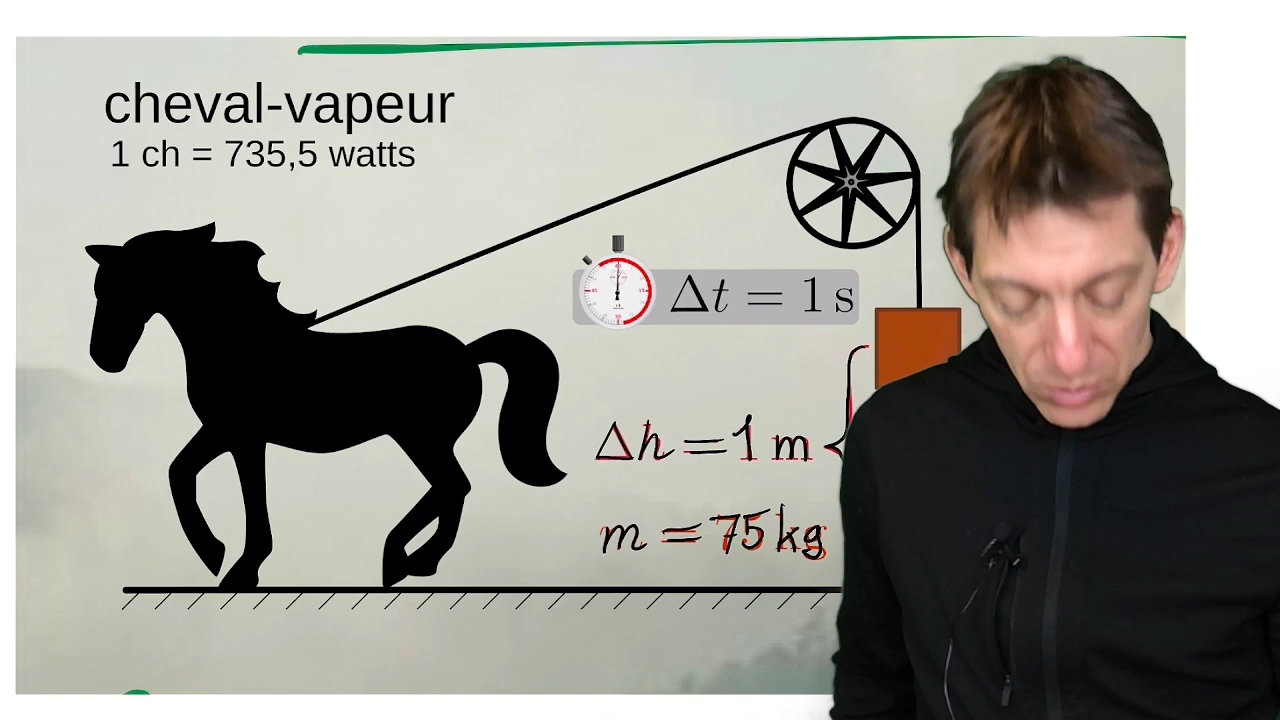 cheval-vapeur
1 ch = 735,5 watts
Δt = 1 s
Δh = 1 m
m = 75 kg